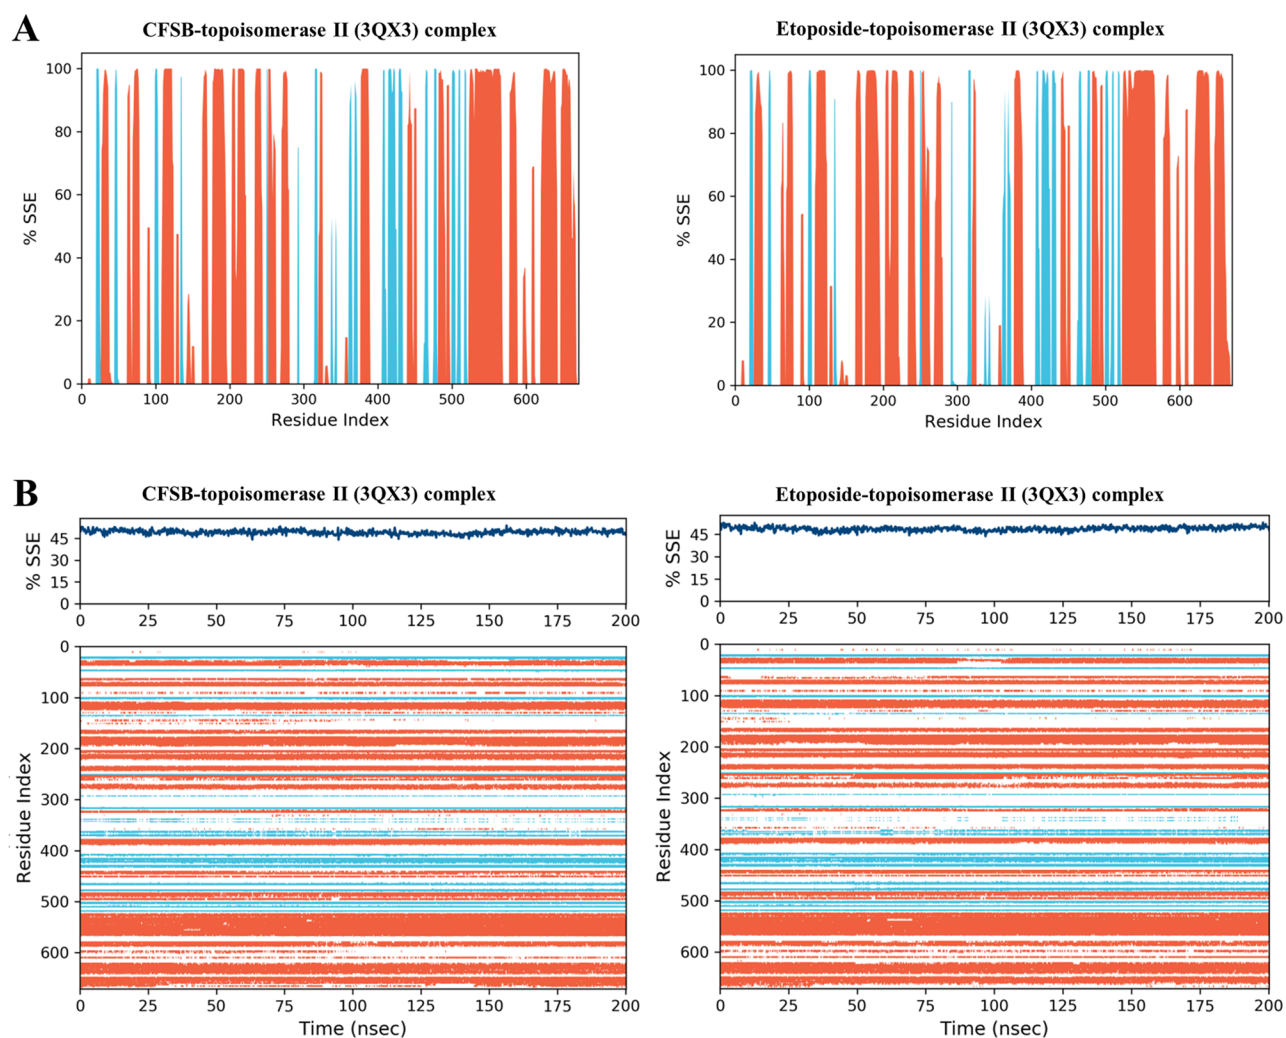 A
CFSB-topoisomerase II (3QX3) complex
Etoposide-topoisomerase II (3QX3) complex
% SSE
100
80
60
40
20
0
0 100 200 300 400 500 600
Residue Index
% SSE
100
80
60
40
20
0
0 100 200 300 400 500 600
Residue Index
B
CFSB-topoisomerase II (3QX3) complex
Etoposide-topoisomerase II (3QX3) complex
% SSE
45
30
15
0
0 25 50 75 100 125 150 175 200
% SSE
45
30
15
0
0 25 50 75 100 125 150 175 200
Residue Index
0
100
200
300
400
500
600
0 25 50 75 100 125 150 175 200
Time (nsec)
Residue Index
0
100
200
300
400
500
600
0 25 50 75 100 125 150 175 200
Time (nsec)